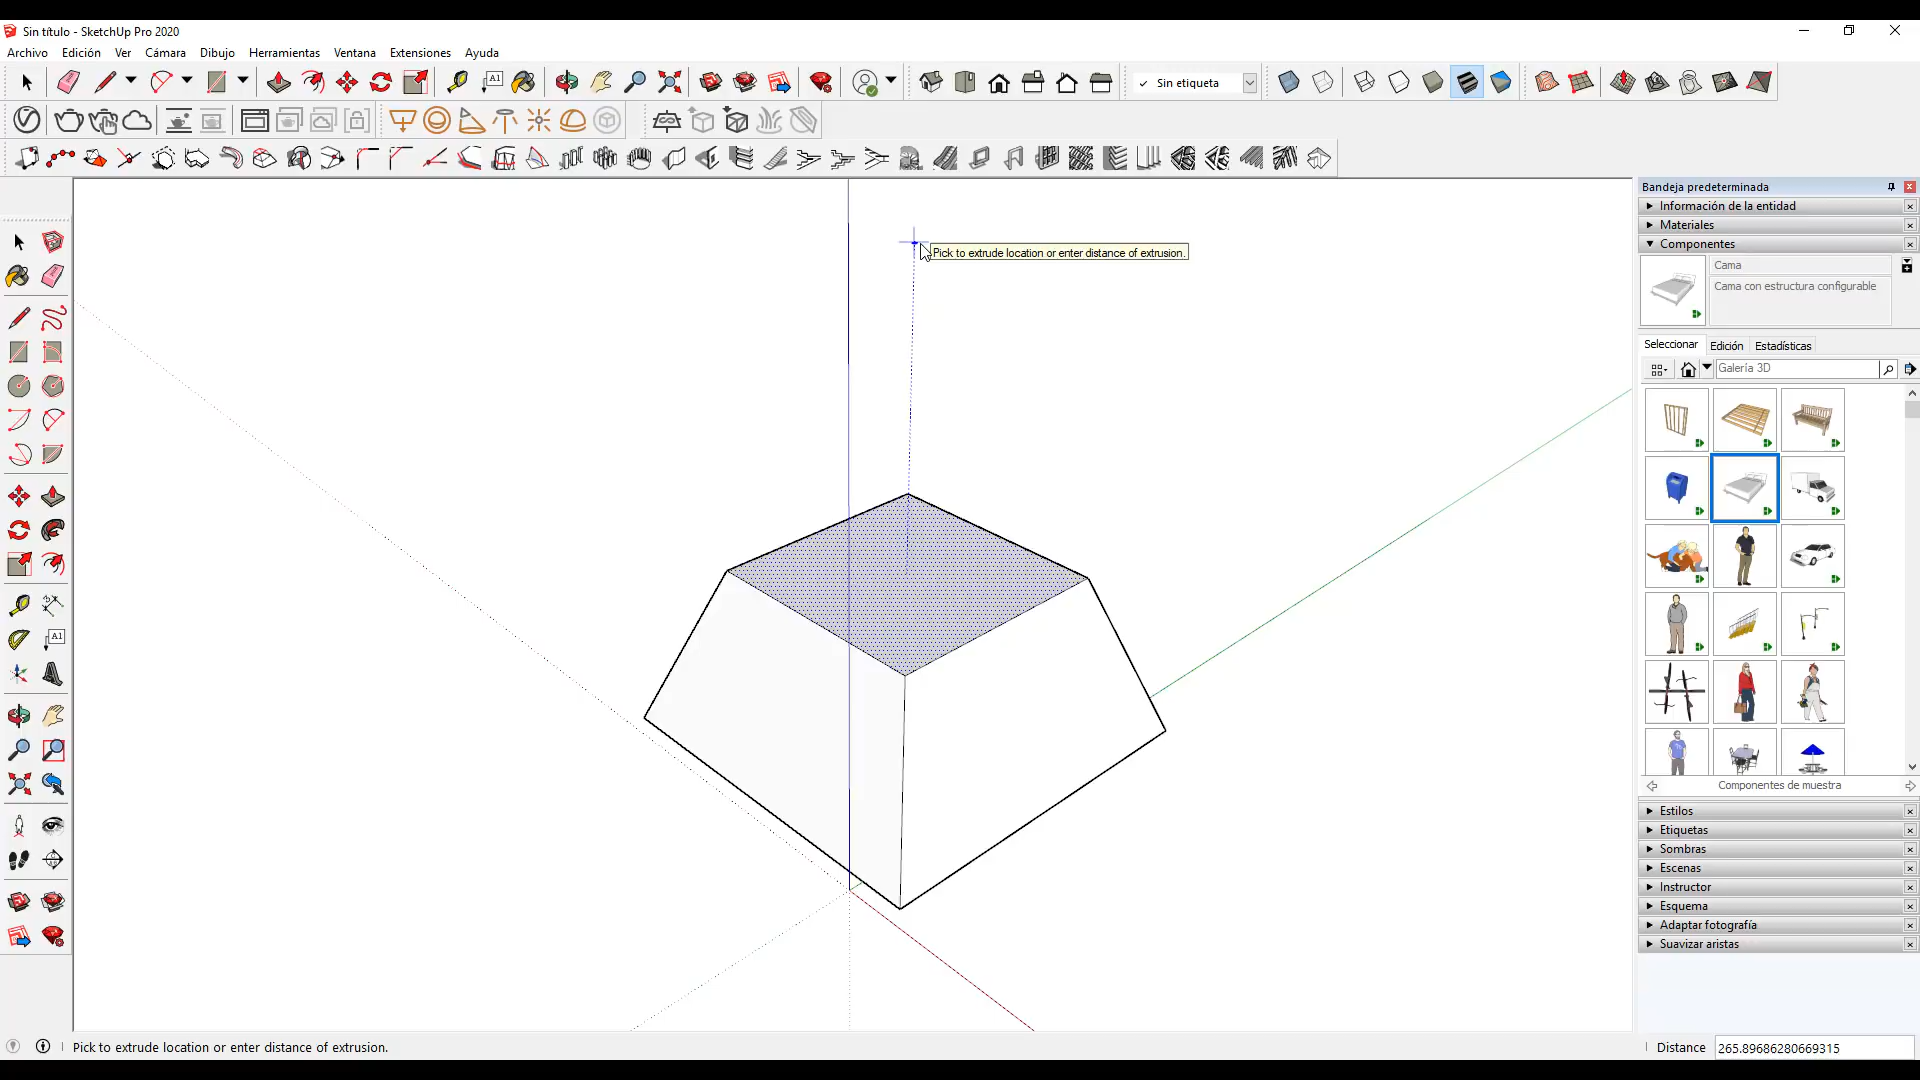 Sin título - SketchUp Pro 2020
Archivo Edición Ver Cámara Dibujo Herramientas Ventana Extensiones Ayuda
A1
Sin etiqueta
Bandeja predeterminada
Información de la entidad
Materiales
Componentes
Cama
Cama con estructura configurable
Seleccionar Edición Estadísticas
Galería 3D
Pick to extrude location or enter distance of extrusion.
A1
Componentes de muestra
Estilos
Etiquetas
Sombras
Escenas
Instructor
Esquema
Adaptar fotografía
Suavizar aristas
Pick to extrude location or enter distance of extrusion.
Distance 265.89686280669315